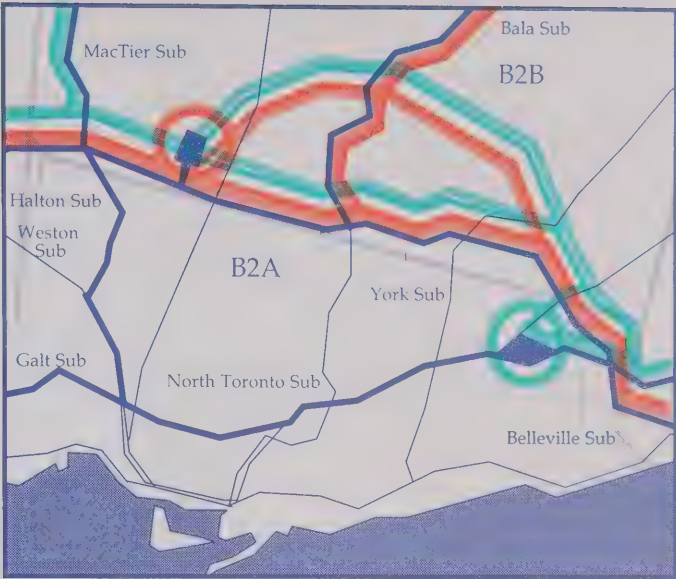 Bala Sub
MacTier Sub
B2B
Halton Sub
Weston
Sub
B2A
York Sub
Galt Sub
North Toronto Sub
Belleville Sub